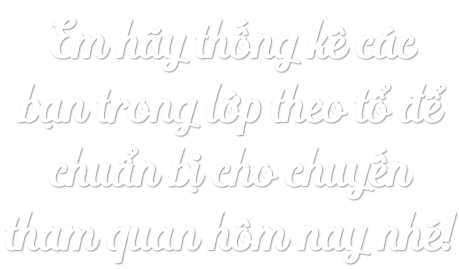 Em hãy thống kê các
bạn trong lớp theo tổ để
chuẩn bị cho chuyến
tham quan hôm nay nhé!